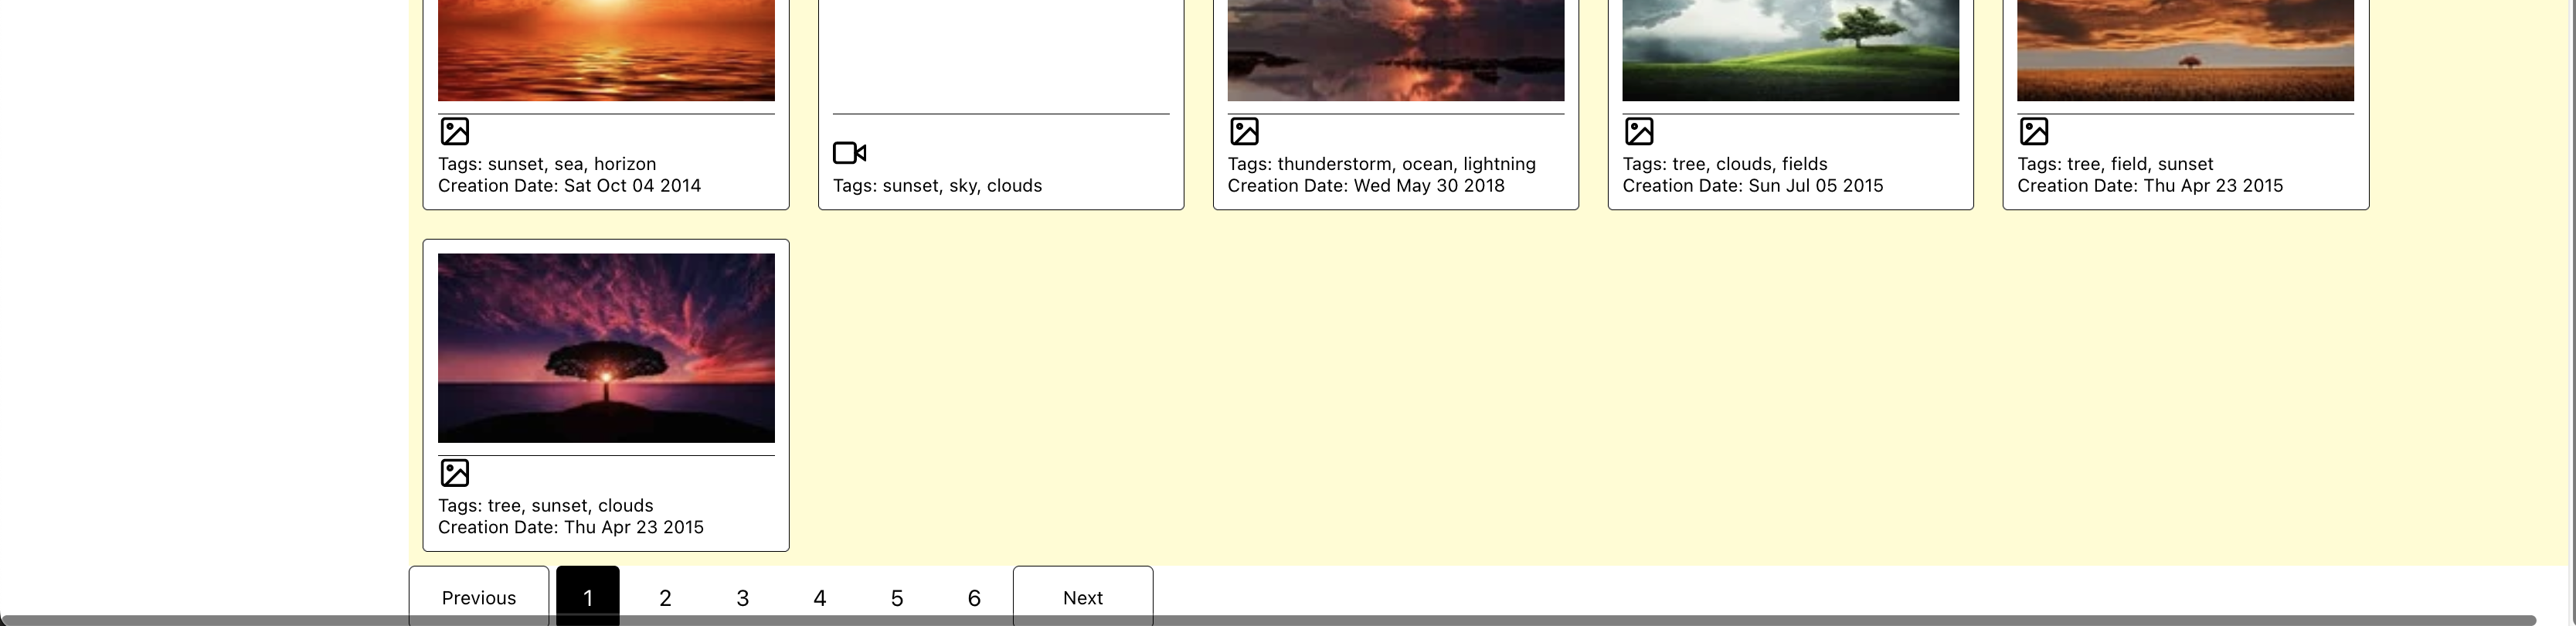 Tags: sunset, sea, horizon
Creation Date: Sat Oct 04 2014
Tags: sunset, sky, clouds
Tags: thunderstorm, ocean, lightning
Creation Date: Wed May 30 2018
Tags: tree, clouds, fields
Creation Date: Sun Jul 05 2015
Tags: tree, field, sunset
Creation Date: Thu Apr 23 2015
Tags: tree, sunset, clouds
Creation Date: Thu Apr 23 2015
Previous 1 2 3 4 5 6 Next